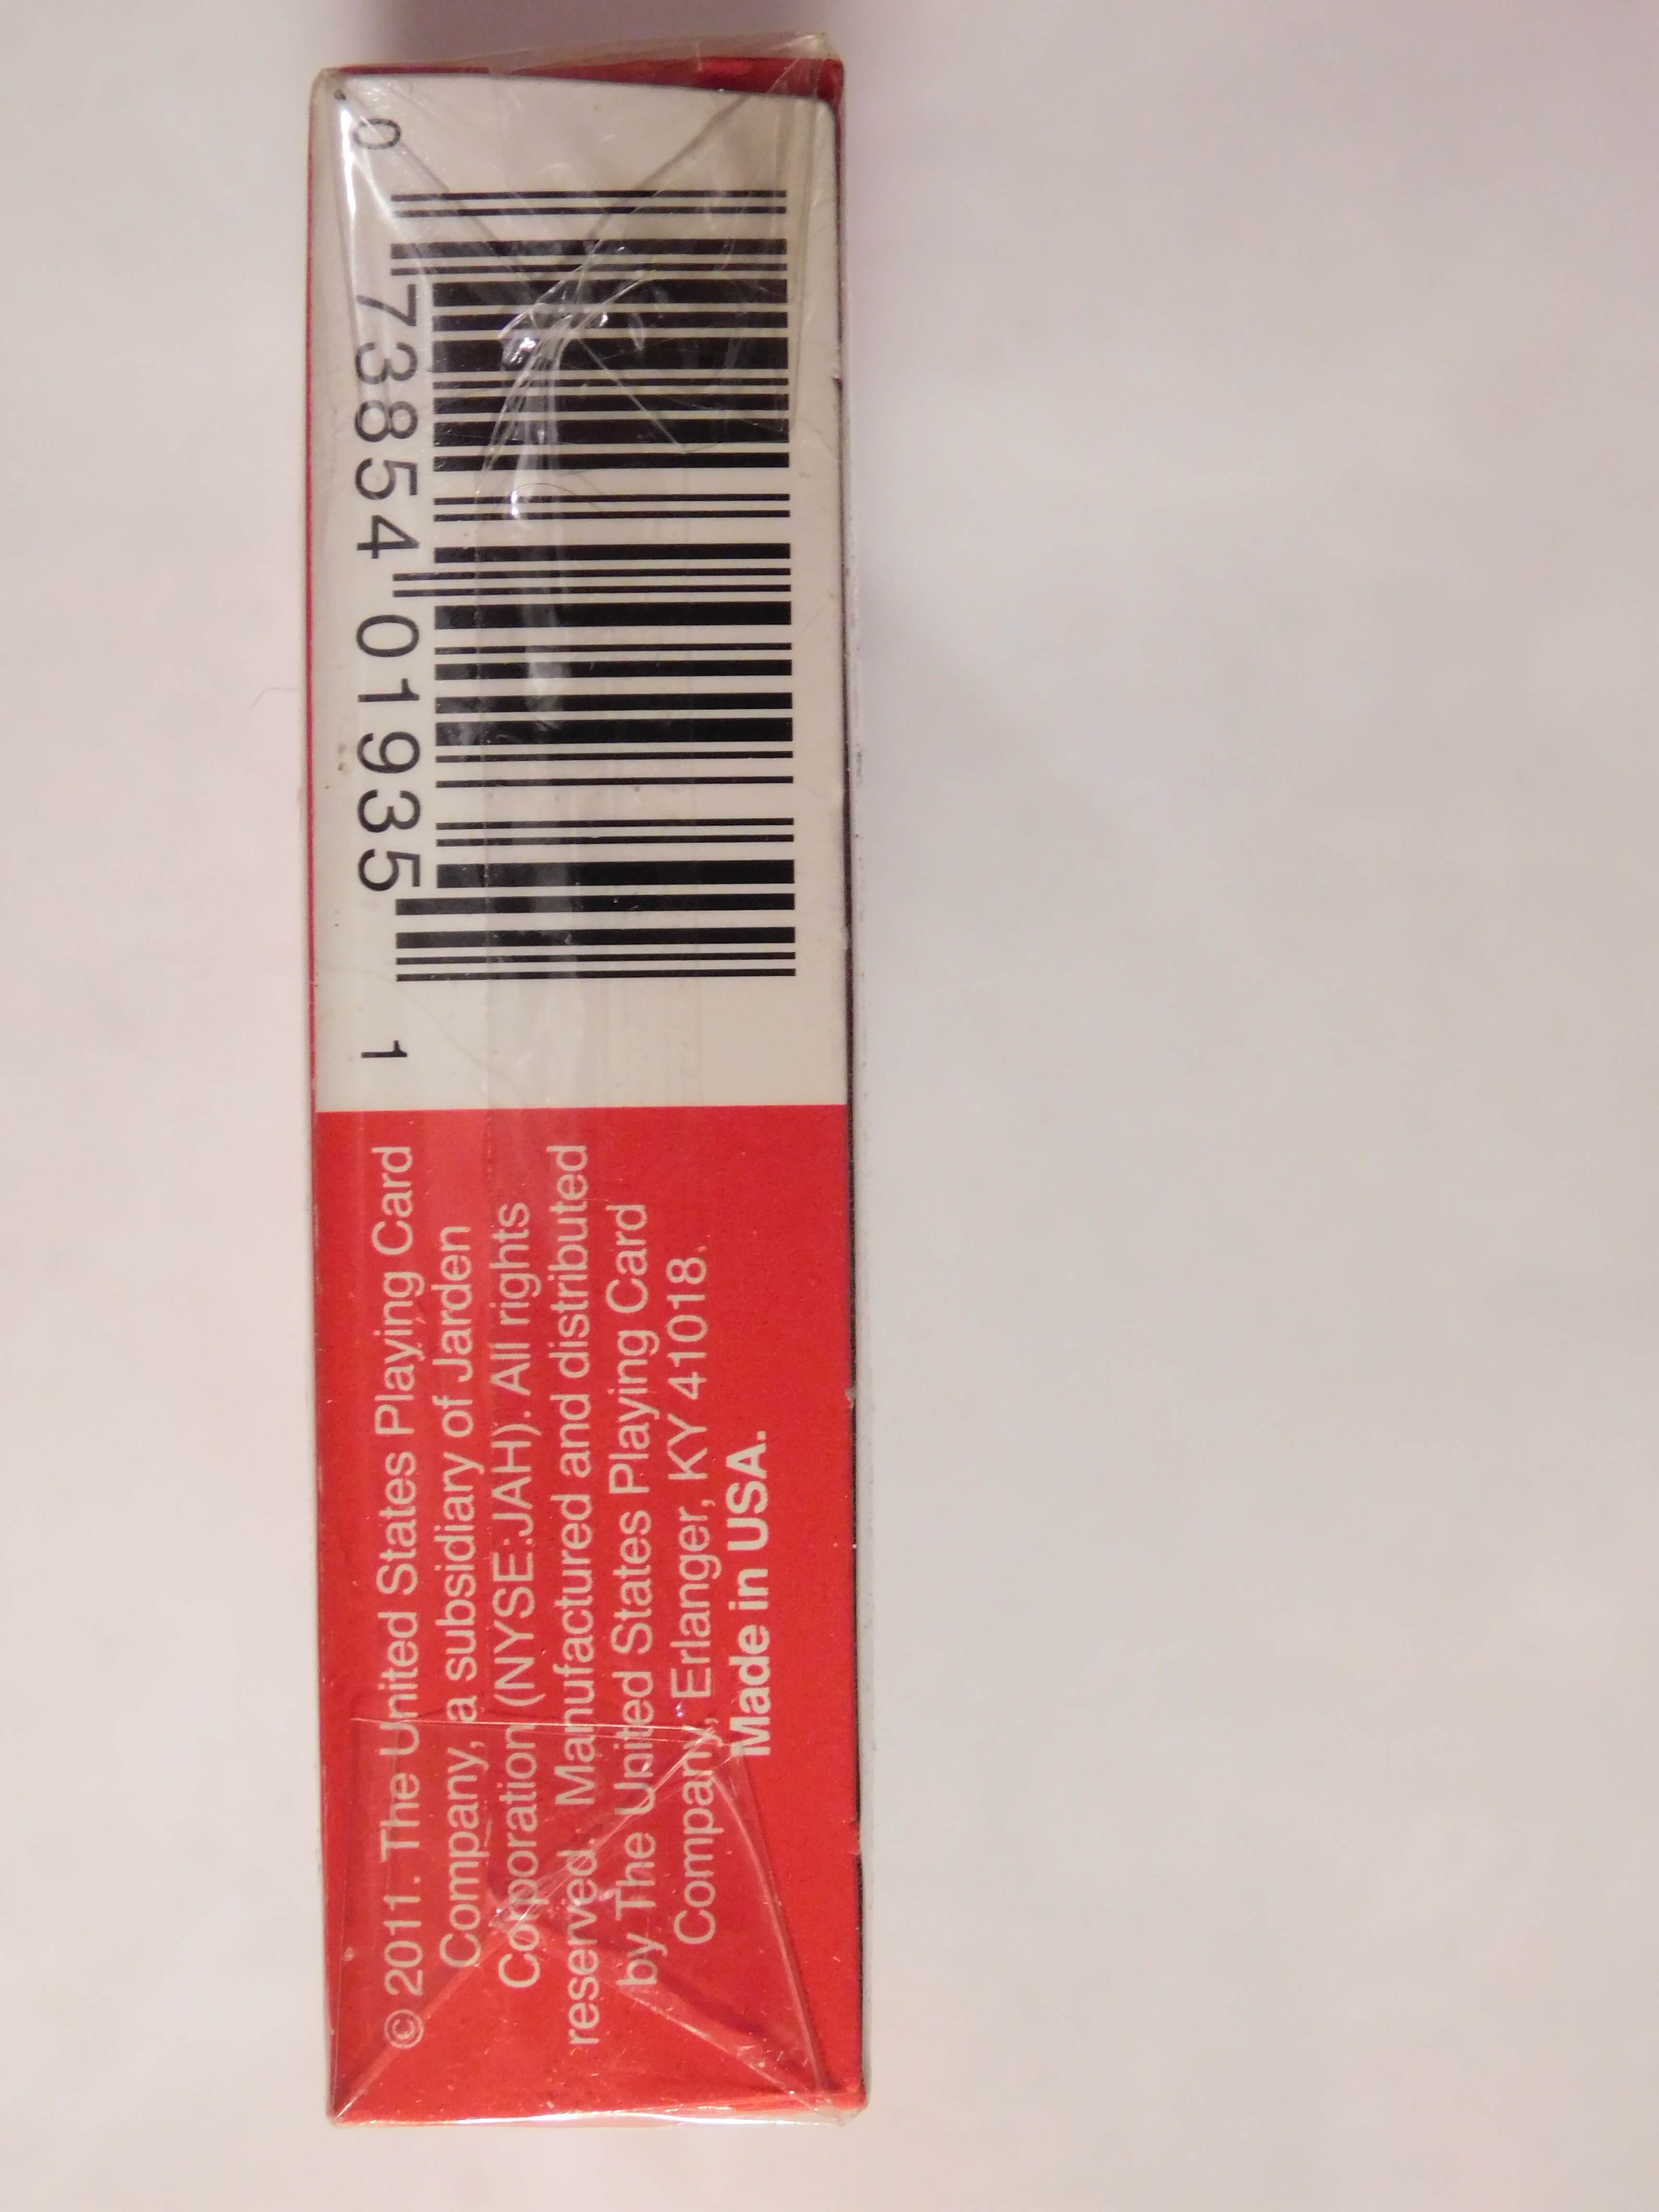 0 73854 01935 1
© 2011. The United States Playing Card
Company, a subsidiary of Jarden
Corporation (NYSE:JAH). All rights
reserved. Manufactured and distributed
by The United States Playing Card
Company, Erlanger, KY 41018.
Made in USA.